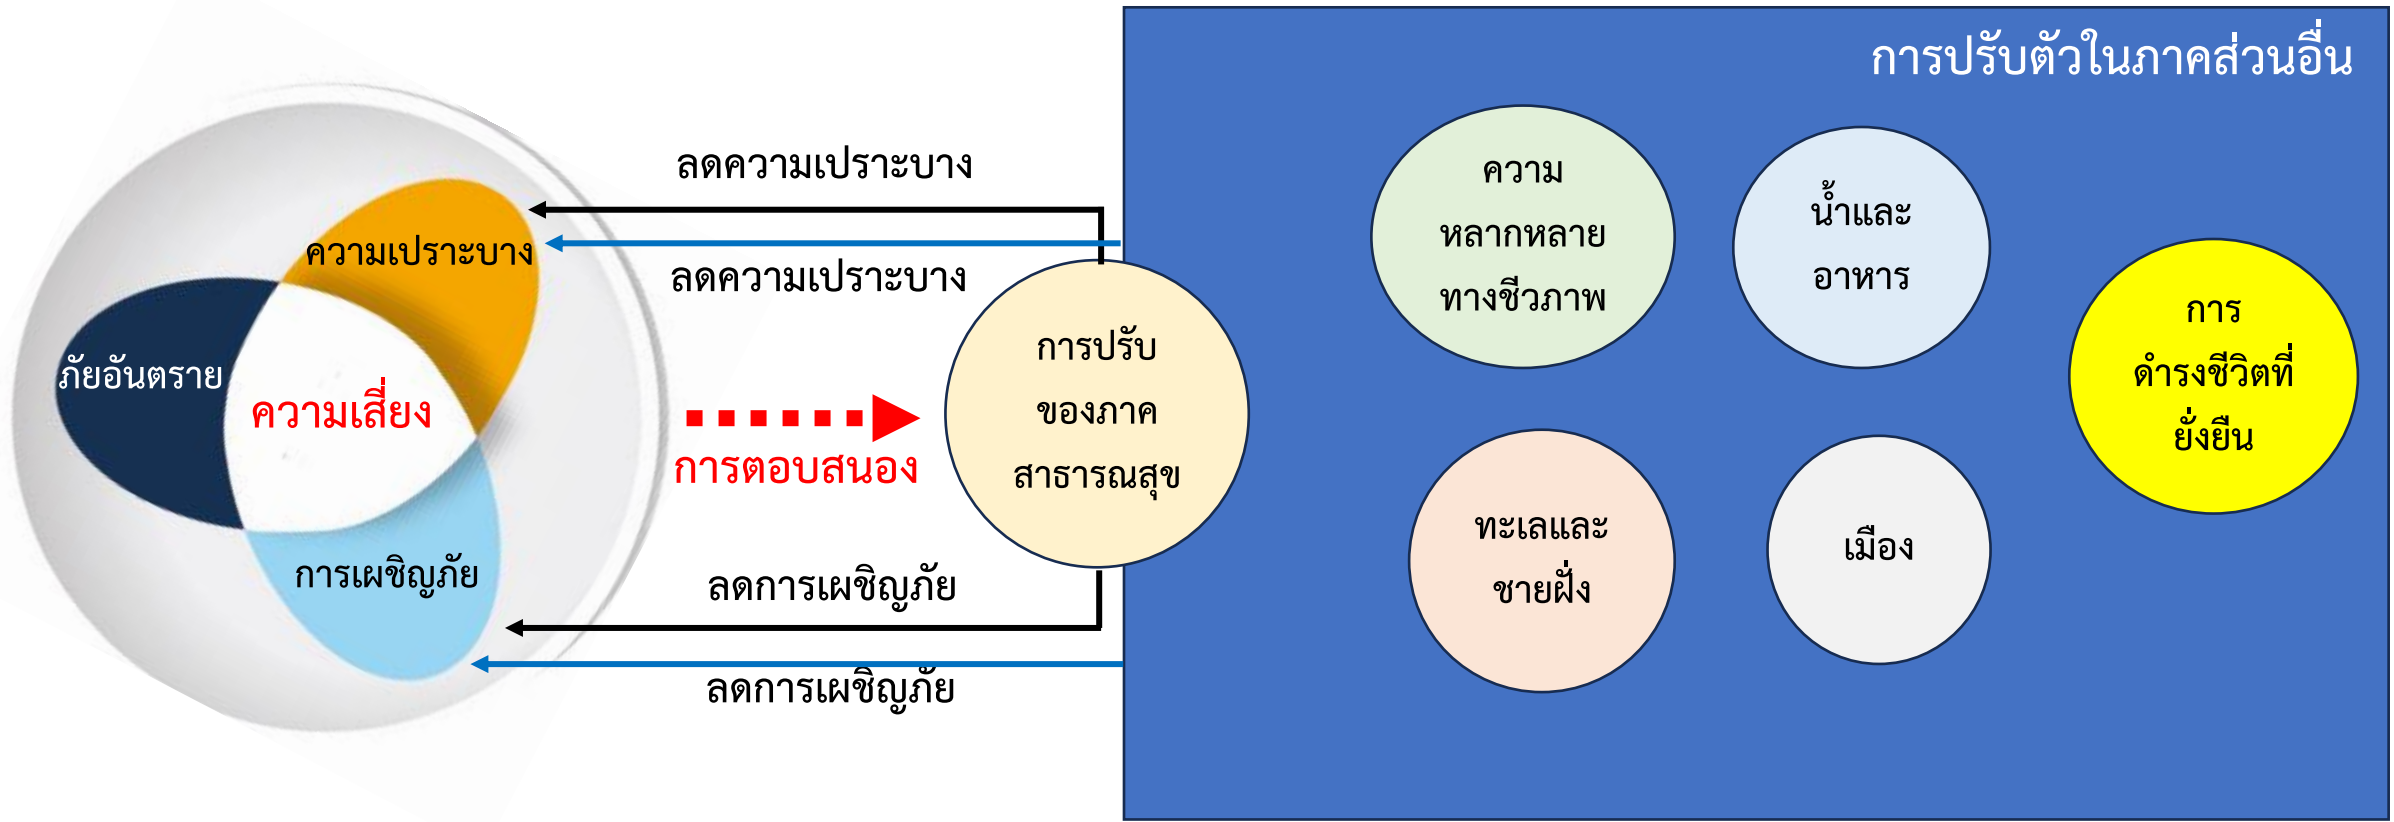 การปรับตัวในภาคส่วนอื่น
ลดความเปราะบาง
ความเปราะบาง
ลดความเปราะบาง
ภัยอันตราย
ความเสี่ยง
การตอบสนอง
การเผชิญภัย
ลดการเผชิญภัย
ลดการเผชิญภัย
การปรับ
ของภาค
สาธารณสุข
ความ
หลากหลาย
ทางชีวภาพ
น้ำและ
อาหาร
การ
ดำรงชีวิตที่
ยั่งยืน
ทะเลและ
ชายฝั่ง
เมือง